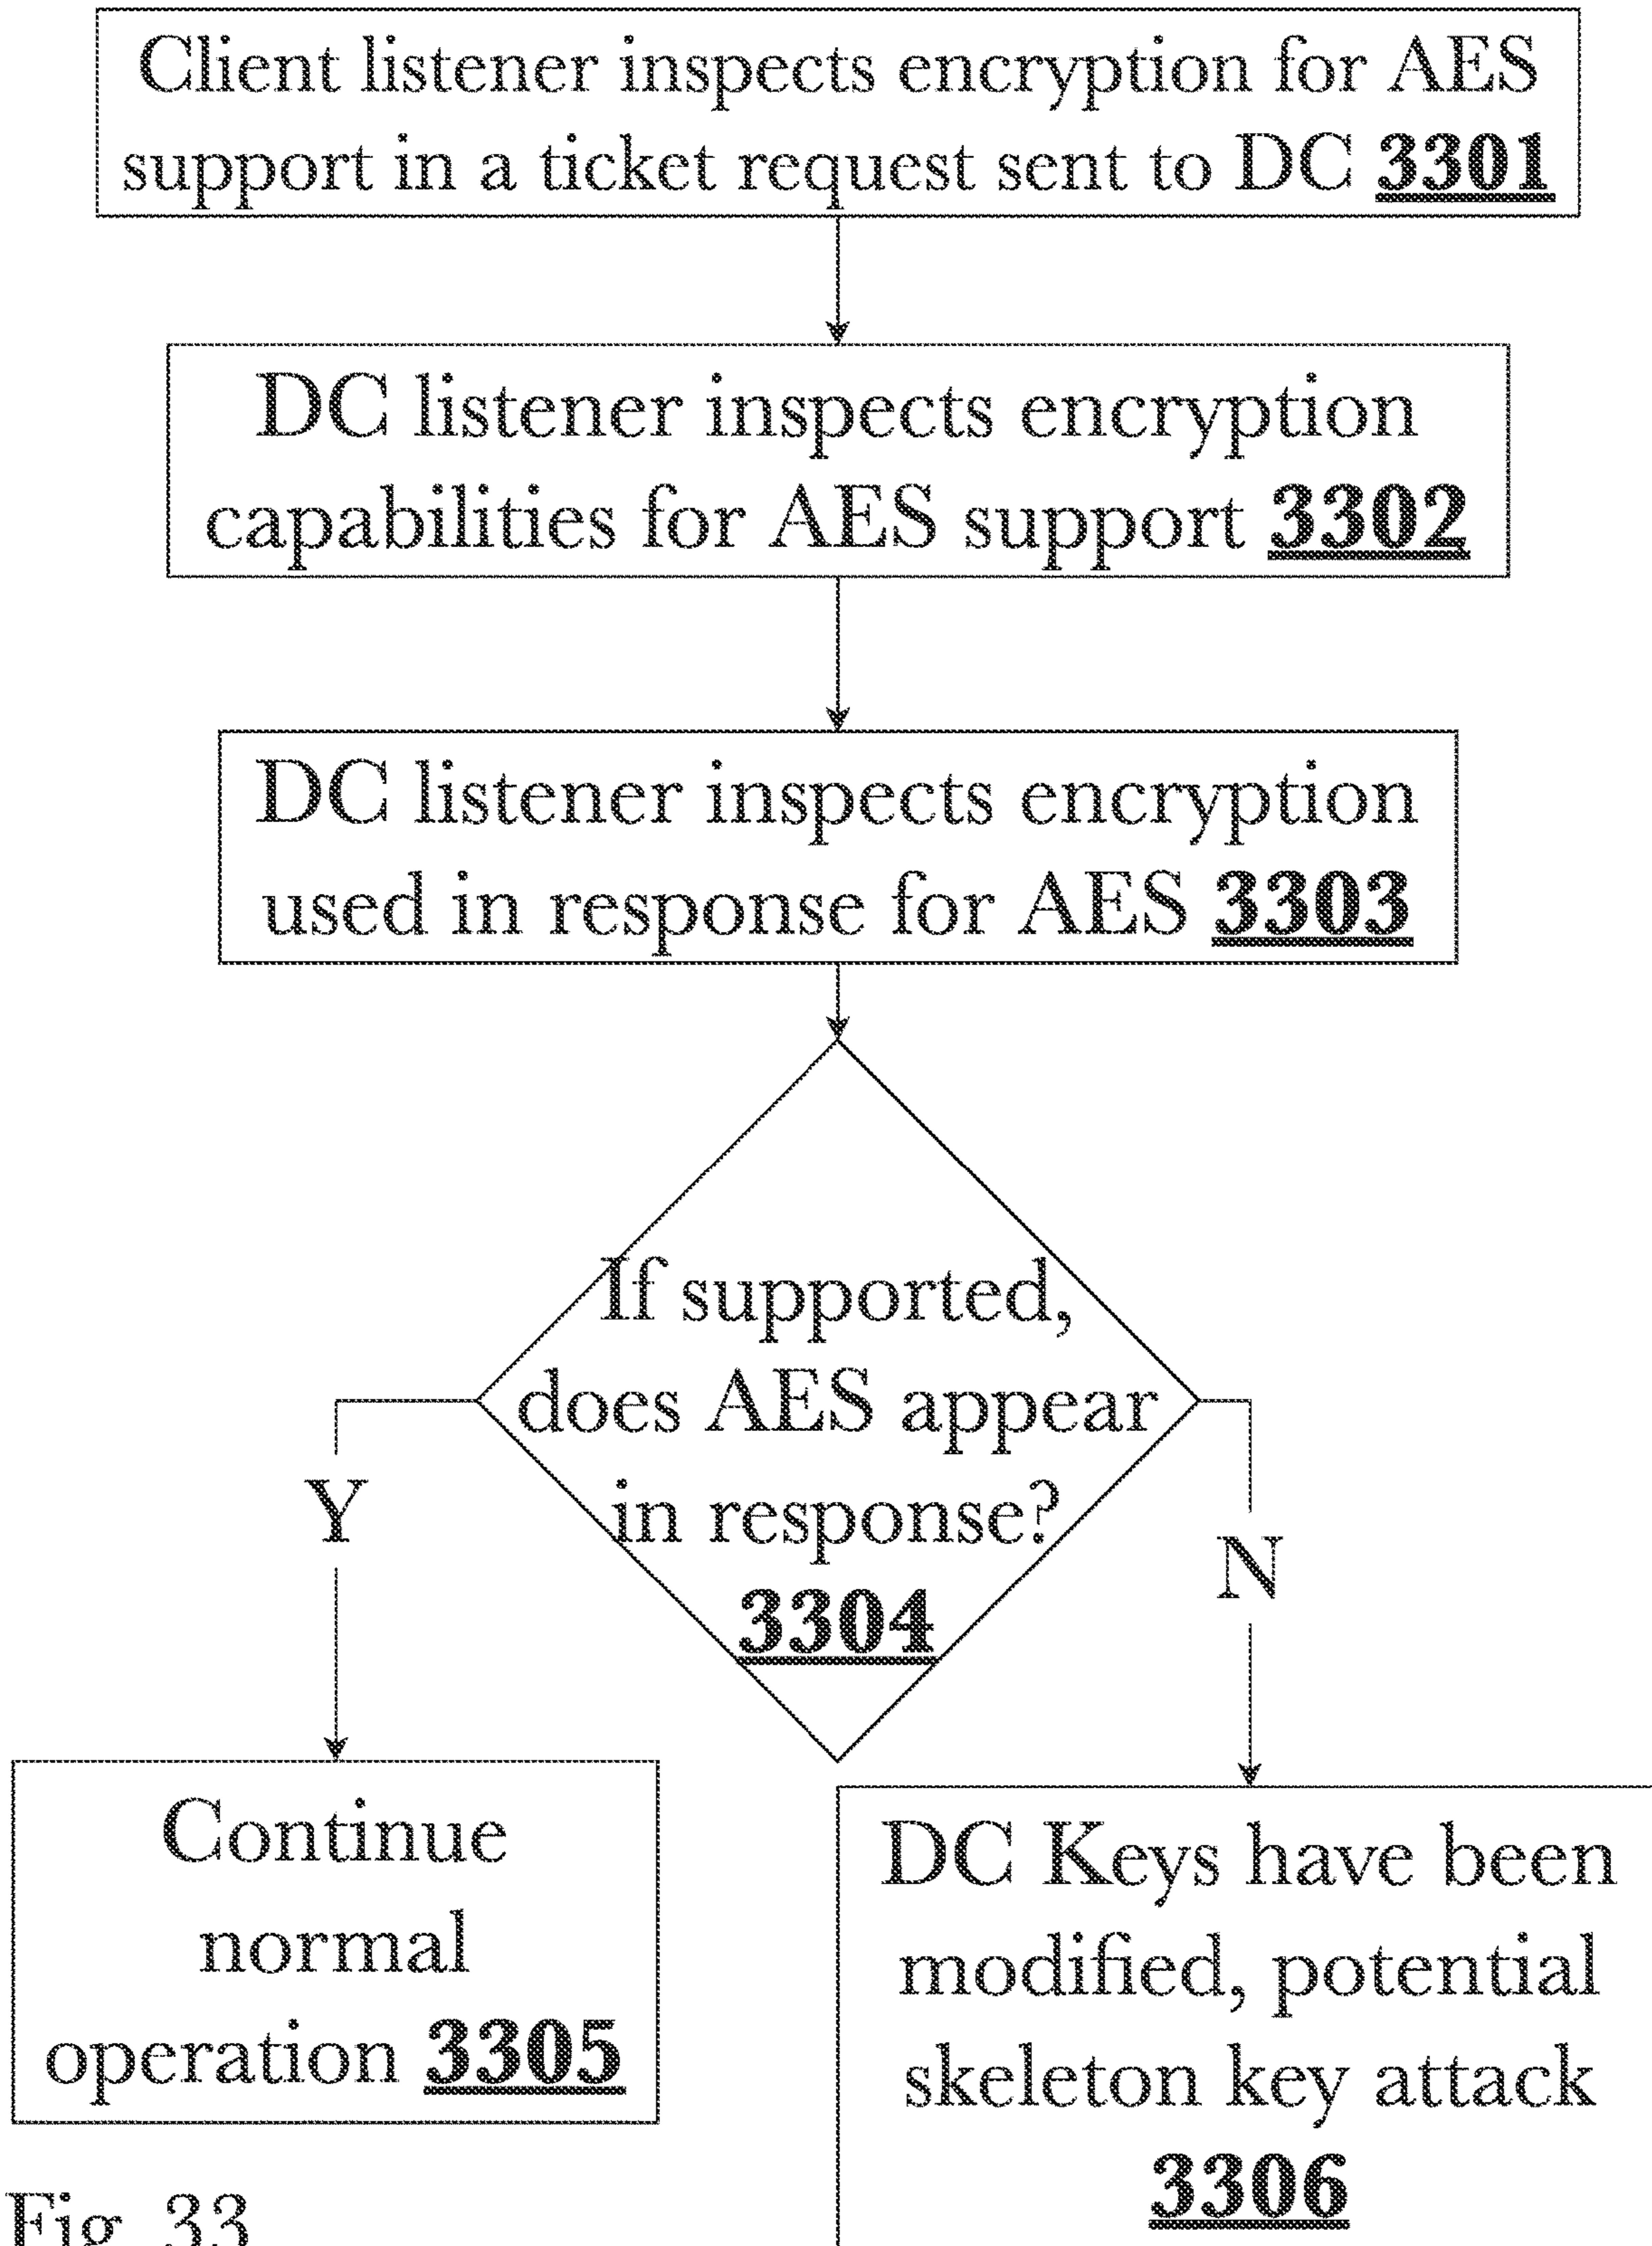 Client listener inspects encryption for AES
support in a ticket request sent to DC 3301
DC listener inspects encryption
capabilities for AES support 3302
DC listener inspects encryption
used in response for AES 3303
If supported,
does AES appear
in response?
3304
Y
N
Continue
normal
operation 3305
DC Keys have been
modified, potential
skeleton key attack
3306
Fig. 33